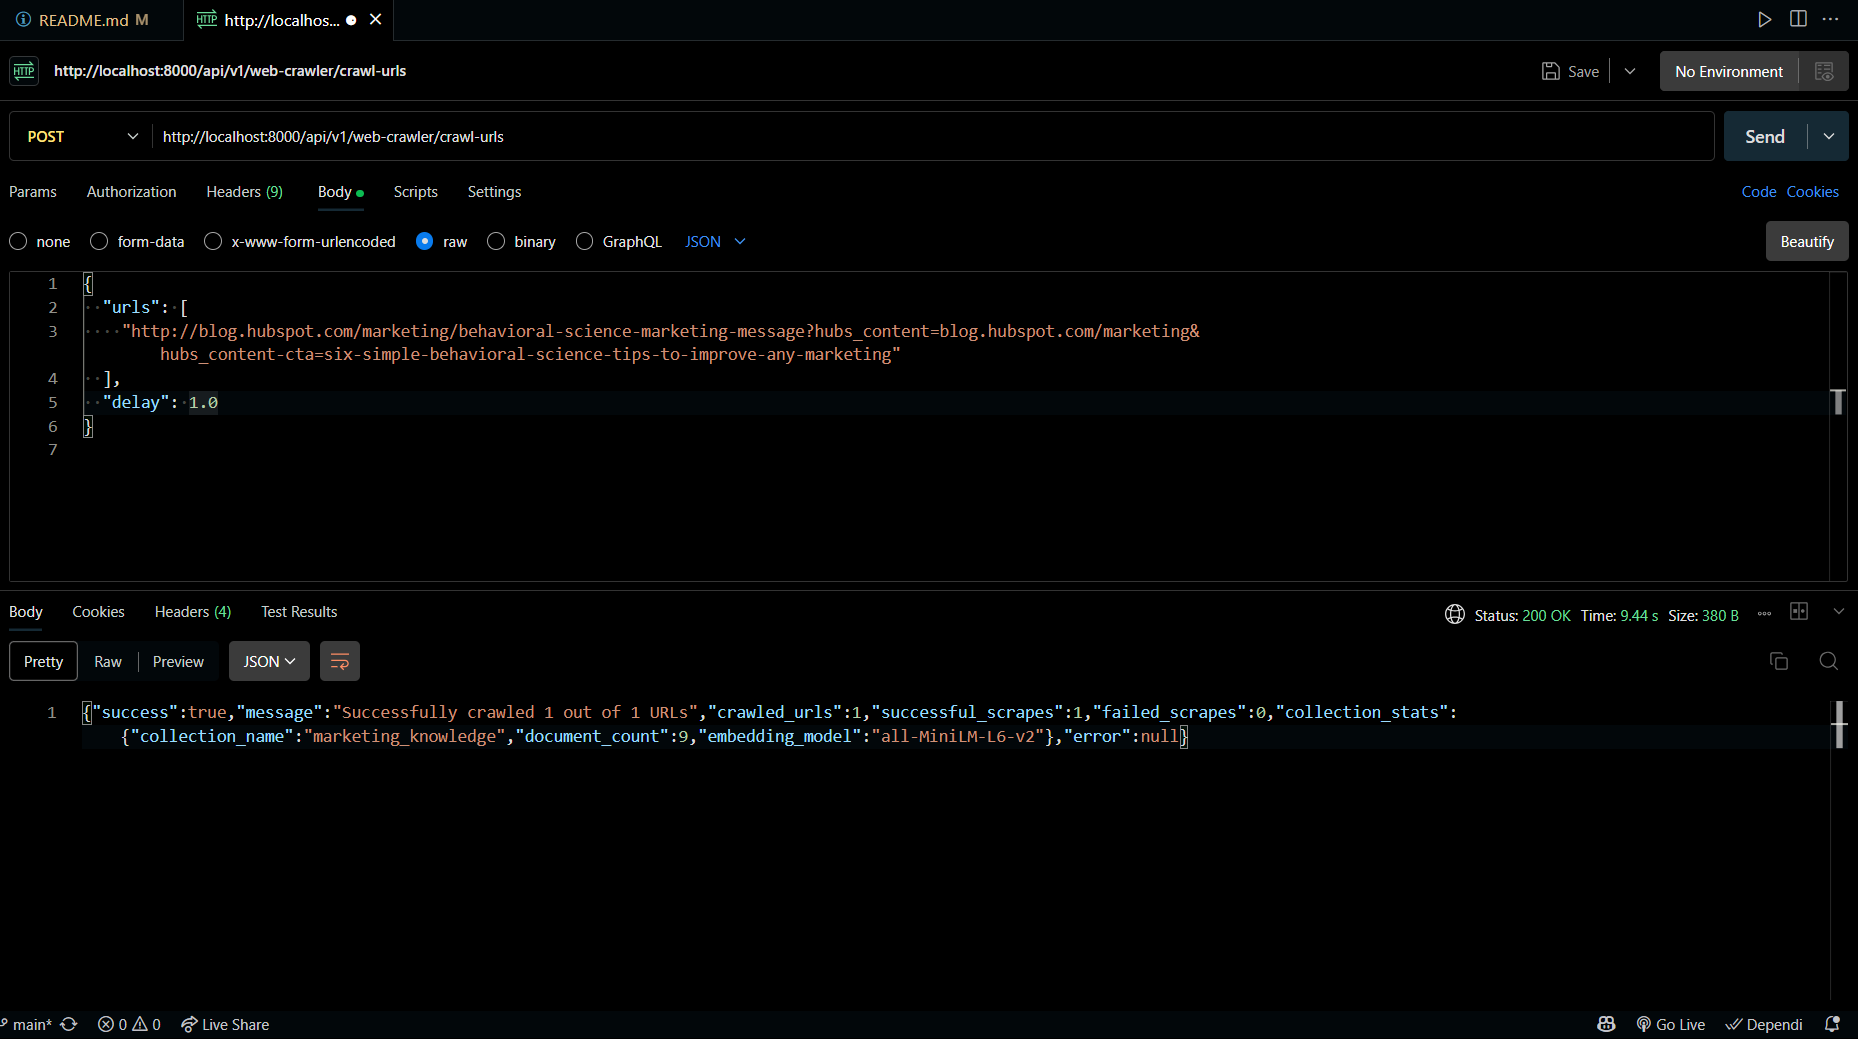 README.md M
HTTP http://localhos...
HTTP http://localhost:8000/api/v1/web-crawler/crawl-urls
Save No Environment
POST http://localhost:8000/api/v1/web-crawler/crawl-urls Send
Params Authorization Headers (9) Body Scripts Settings Code Cookies
none form-data x-www-form-urlencoded raw binary GraphQL JSON Beautify
1 {
2 "urls": [
3 "http://blog.hubspot.com/marketing/behavioral-science-marketing-message?hubs_content=blog.hubspot.com/marketing&
hubs_content-cta=six-simple-behavioral-science-tips-to-improve-any-marketing"
4 ],
5 "delay": 1.0
6 }
7
Body Cookies Headers (4) Test Results Status: 200 OK Time: 9.44 s Size: 380 B
Pretty Raw Preview JSON
1 {"success":true,"message":"Successfully crawled 1 out of 1 URLs","crawled_urls":1,"successful_scrapes":1,"failed_scrapes":0,"collection_stats":
{"collection_name":"marketing_knowledge","document_count":9,"embedding_model":"all-MiniLM-L6-v2"},"error":null}
main* 0 0 Live Share Go Live Dependi